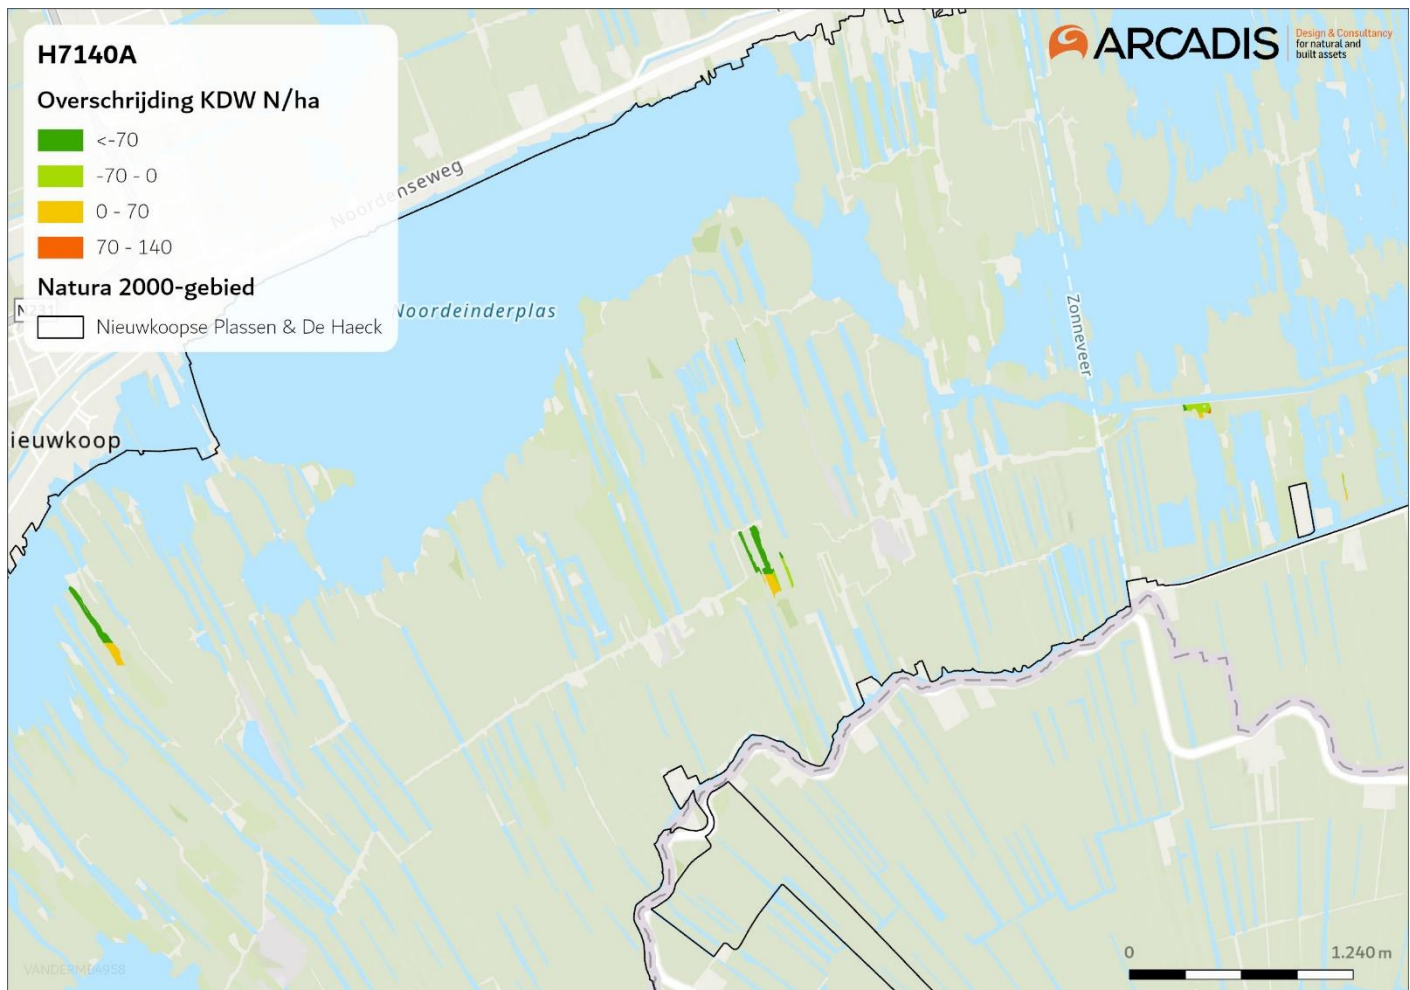 H7140A
Overschrijding KDW N/ha
<-70
-70 - 0
0 - 70
70 - 140
Natura 2000-gebied
Nieuwkoopse Plassen & De Haeck
ARCADIS
Design & Consultancy
for natural and
built assets
Noordenseweg
N231
Noordeinderplas
Zonneveer
ieuwkoop
VANDERMD4958
0
1.240 m